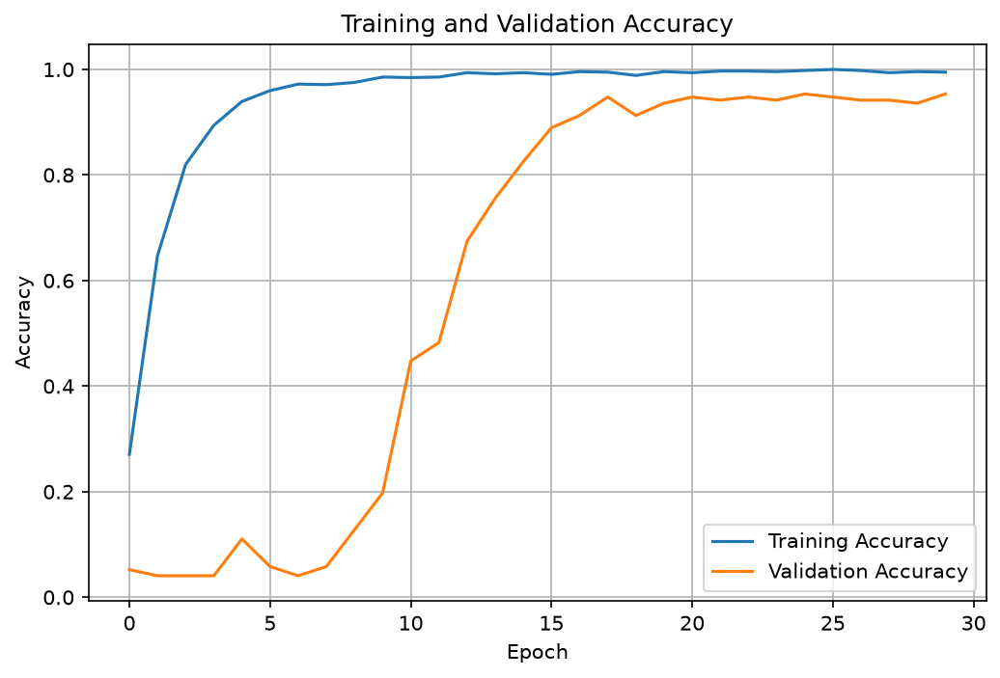 Training and Validation Accuracy
Accuracy
1.0
0.8
0.6
0.4
0.2
0.0
Training Accuracy
Validation Accuracy
0 5 10 15 20 25 30
Epoch